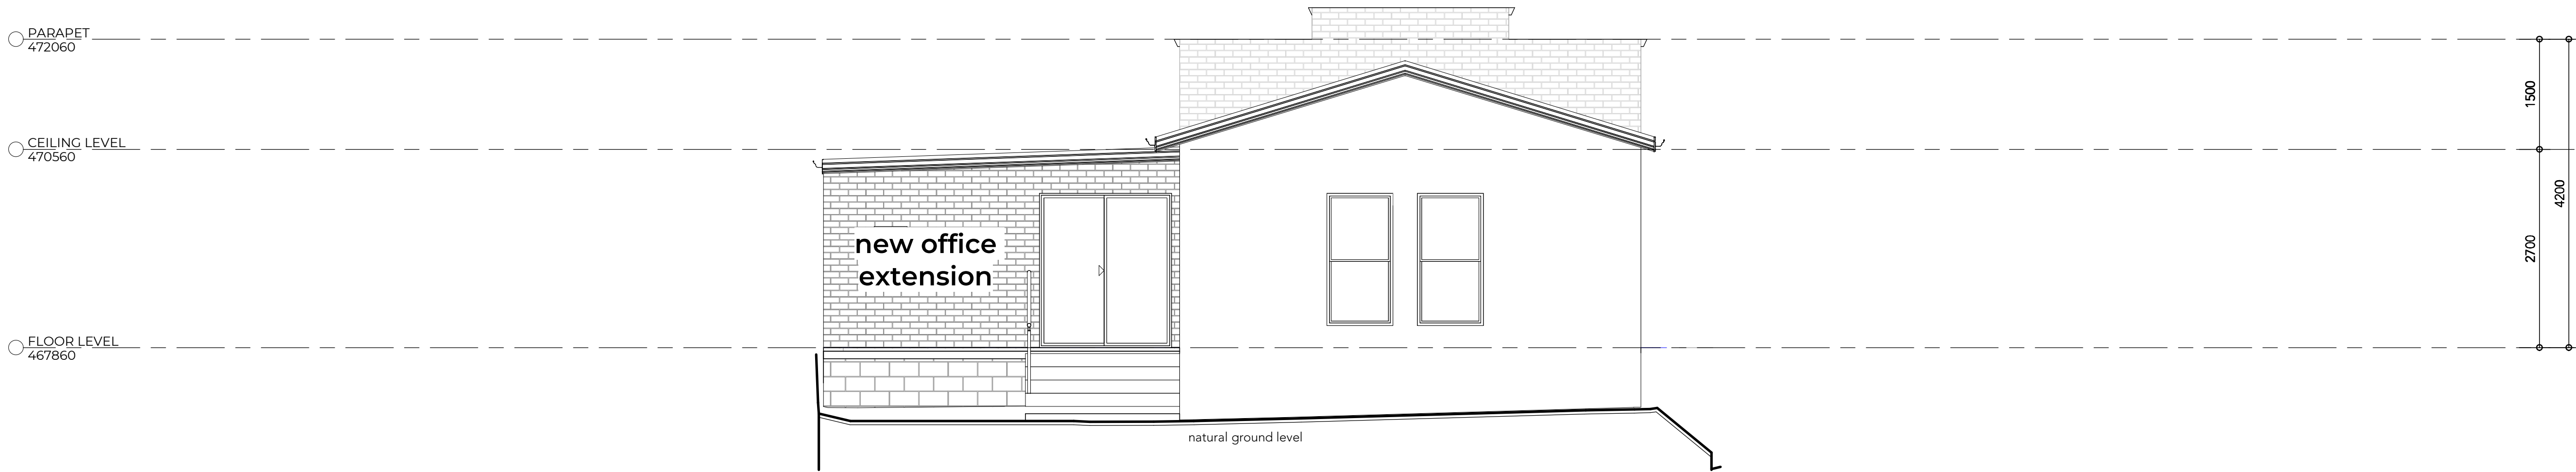 PARAPET
472060
CEILING LEVEL
470560
1500
4200
new office
extension
2700
FLOOR LEVEL
467860
natural ground level